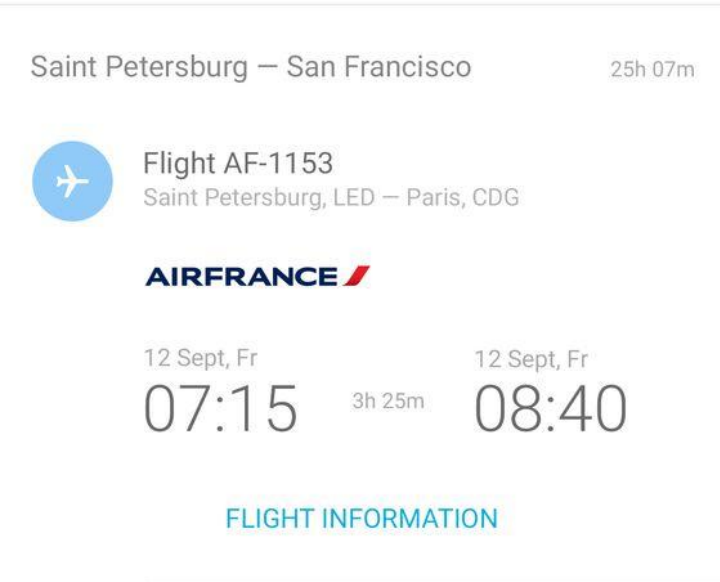 Saint Petersburg — San Francisco 25h 07m
Flight AF-1153
Saint Petersburg, LED — Paris, CDG
AIRFRANCE
12 Sept, Fr 12 Sept, Fr
07:15 3h 25m 08:40
FLIGHT INFORMATION